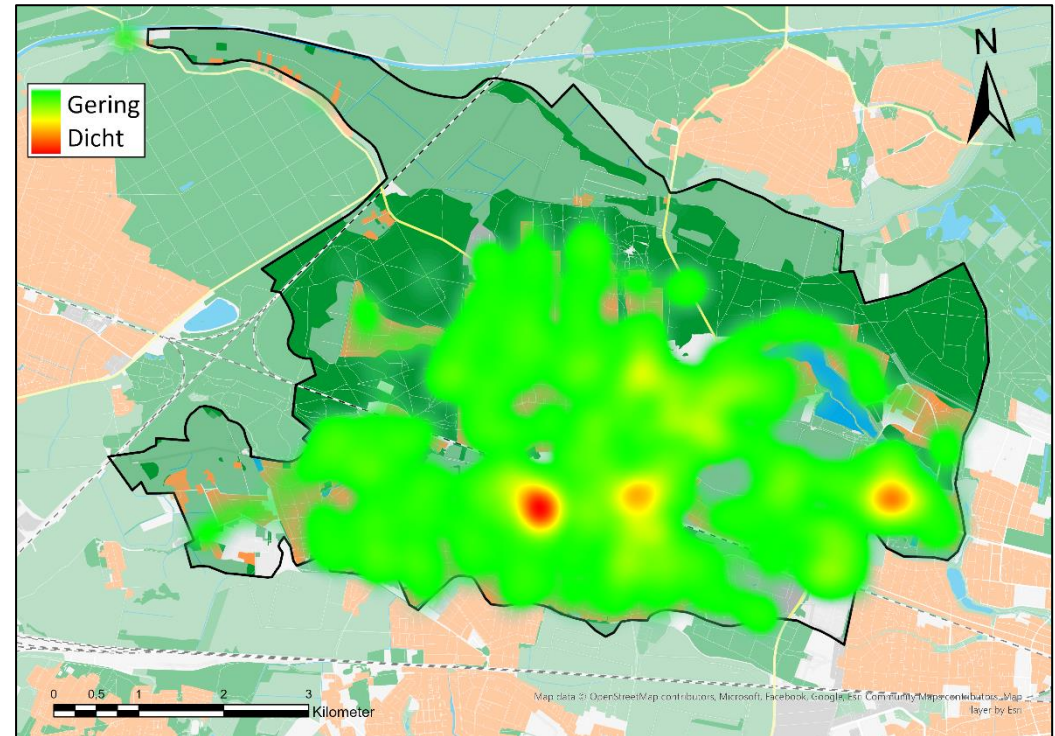 N
Gering
Dicht
0 0,5 1 2 3
Kilometer
Map data © OpenStreetMap contributors, Microsoft, Facebook, Google, Esri Community Maps contributors, Map
layer by Esri